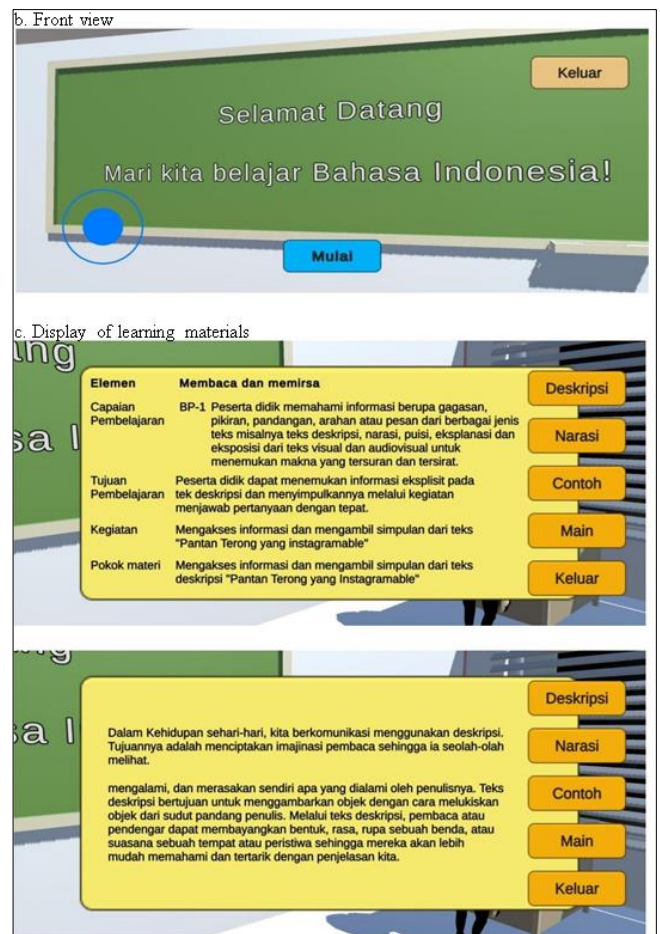 b. Front view
Keluar
Selamat Datang
Mari kita belajar Bahasa Indonesia!
Mulai
c. Display of learning materials
ang
sa I
Elemen Membaca dan memirsa
Capaian Pembelajaran
BP-1 Peserta didik memahami informasi berupa gagasan,
pikiran, pandangan, arahan atau pesan dari berbagai jenis
teks misalnya teks deskripsi, narasi, puisi, eksplanasi dan
eksposisi dari teks visual dan audiovisual untuk
menemukan makna yang tersuran dan tersirat.
Tujuan Pembelajaran
Peserta didik dapat menemukan informasi eksplisit pada
tek deskripsi dan menyimpulkannya melalui kegiatan
menjawab pertanyaan dengan tepat.
Kegiatan
Mengakses informasi dan mengambil simpulan dari teks
"Pantan Terong yang instagramable"
Pokok materi
Mengakses informasi dan mengambil simpulan dari teks
deskripsi "Pantan Terong yang Instagramable"
Deskripsi
Narasi
Contoh
Main
Keluar
sa I
Dalam Kehidupan sehari-hari, kita berkomunikasi menggunakan deskripsi.
Tujuannya adalah menciptakan imajinasi pembaca sehingga ia seolah-olah
melihat.
mengalami, dan merasakan sendiri apa yang dialami oleh penulisnya. Teks
deskripsi bertujuan untuk menggambarkan objek dengan cara melukiskan
objek dari sudut pandang penulis. Melalui teks deskripsi, pembaca atau
pendengar dapat membayangkan bentuk, rasa, rupa sebuah benda, atau
suasana sebuah tempat atau peristiwa sehingga mereka akan lebih
mudah memahami dan tertarik dengan penjelasan kita.
Deskripsi
Narasi
Contoh
Main
Keluar